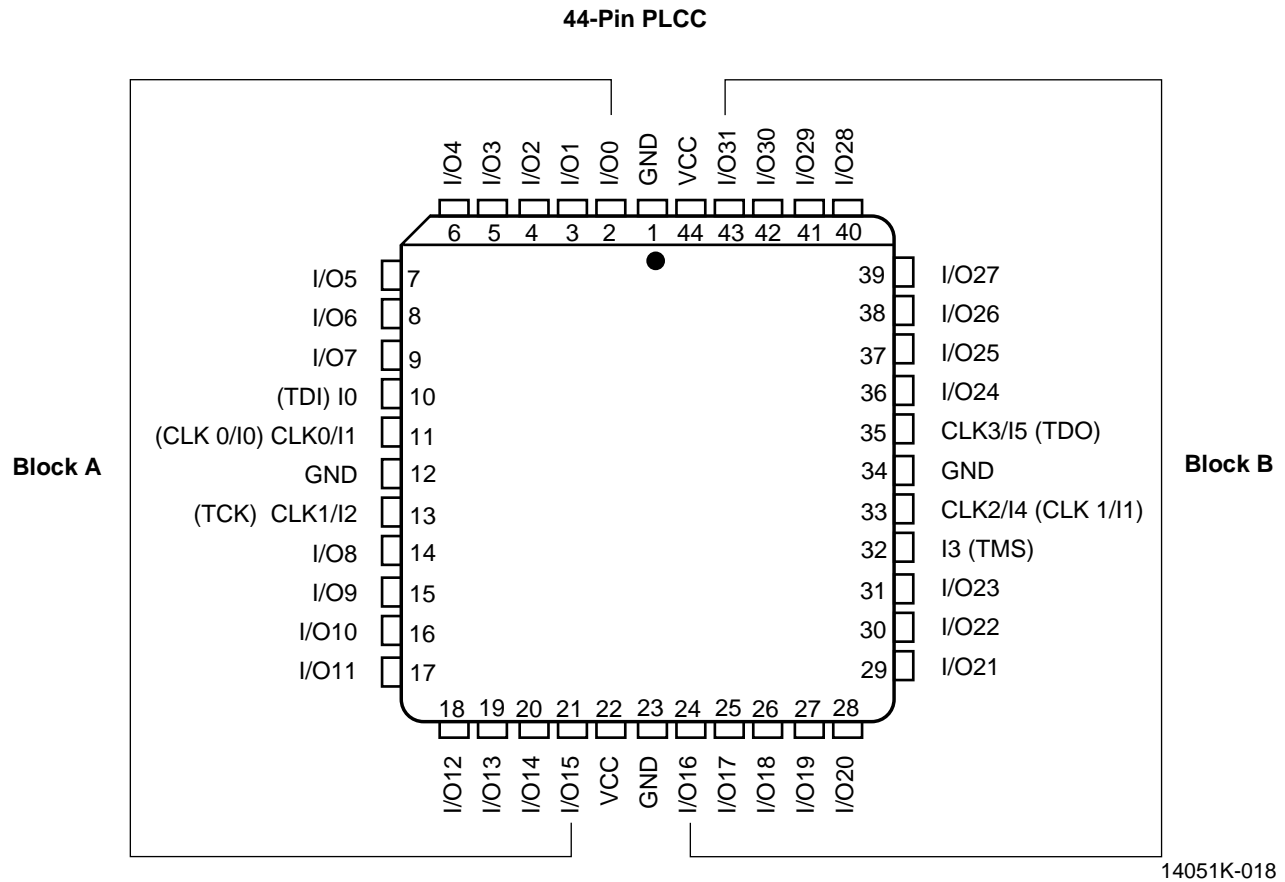 44-Pin PLCC
I/O4
I/O3
I/O2
I/O1
I/O0
GND
VCC
I/O31
I/O30
I/O29
I/O28
6 5 4 3 2 1 44 43 42 41 40
I/O5 7
I/O6 8
I/O7 9
(TDI) I0 10
(CLK 0/I0) CLK0/I1 11
GND 12
(TCK) CLK1/I2 13
I/O8 14
I/O9 15
I/O10 16
I/O11 17
Block A
39 I/O27
38 I/O26
37 I/O25
36 I/O24
35 CLK3/I5 (TDO)
34 GND
33 CLK2/I4 (CLK 1/I1)
32 I3 (TMS)
31 I/O23
30 I/O22
29 I/O21
Block B
18 19 20 21 22 23 24 25 26 27 28
I/O12
I/O13
I/O14
I/O15
VCC
GND
I/O16
I/O17
I/O18
I/O19
I/O20
14051K-018